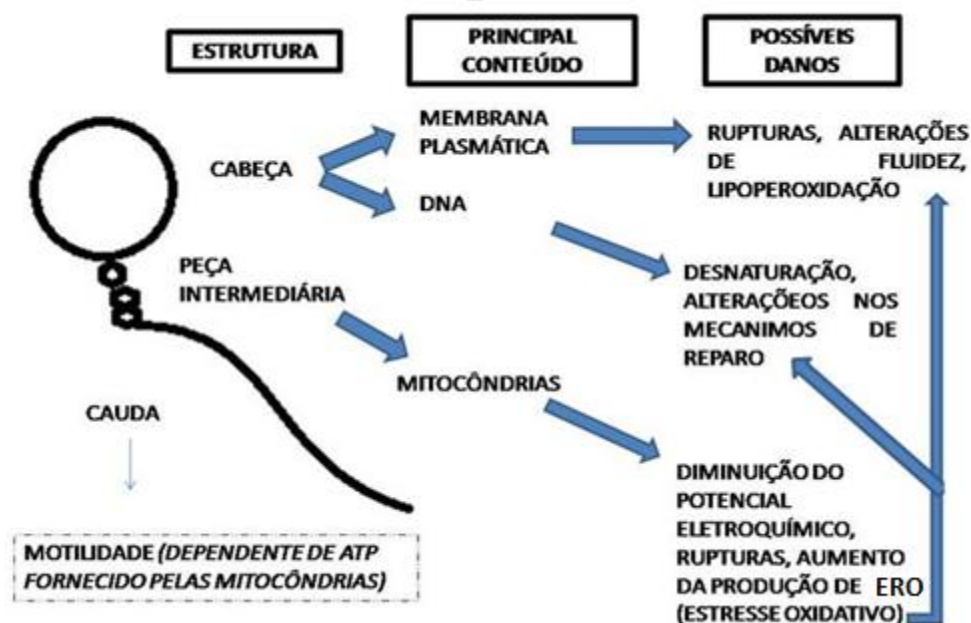 ESTRUTURA
PRINCIPAL
CONTEÚDO
POSSÍVEIS
DANOS
CABEÇA
MEMBRANA
PLASMÁTICA
DNA
RUPTURAS, ALTERAÇÕES
DE FLUIDEZ,
LIPOPEROXIDAÇÃO
PEÇA
INTERMEDIÁRIA
MITOCÔNDRIAS
DESNATURAÇÃO,
ALTERAÇÕEOS NOS
MECANIMOS DE
REPARO
CAUDA
MOTILIDADE (DEPENDENTE DE ATP
FORNECIDO PELAS MITOCÔNDRIAS)
DIMINUIÇÃO DO
POTENCIAL
ELETROQUÍMICO,
RUPTURAS, AUMENTO
DA PRODUÇÃO DE ERO
(ESTRESSE OXIDATIVO)